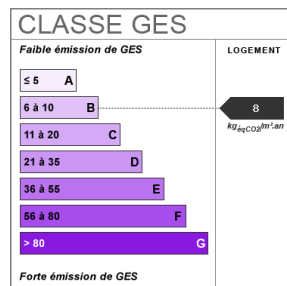 CLASSE GES
Faible émission de GES
LOGEMENT
≤ 5 A
6 à 10 B
8
kgéqCO2/m².an
11 à 20 C
21 à 35 D
36 à 55 E
56 à 80 F
> 80 G
Forte émission de GES